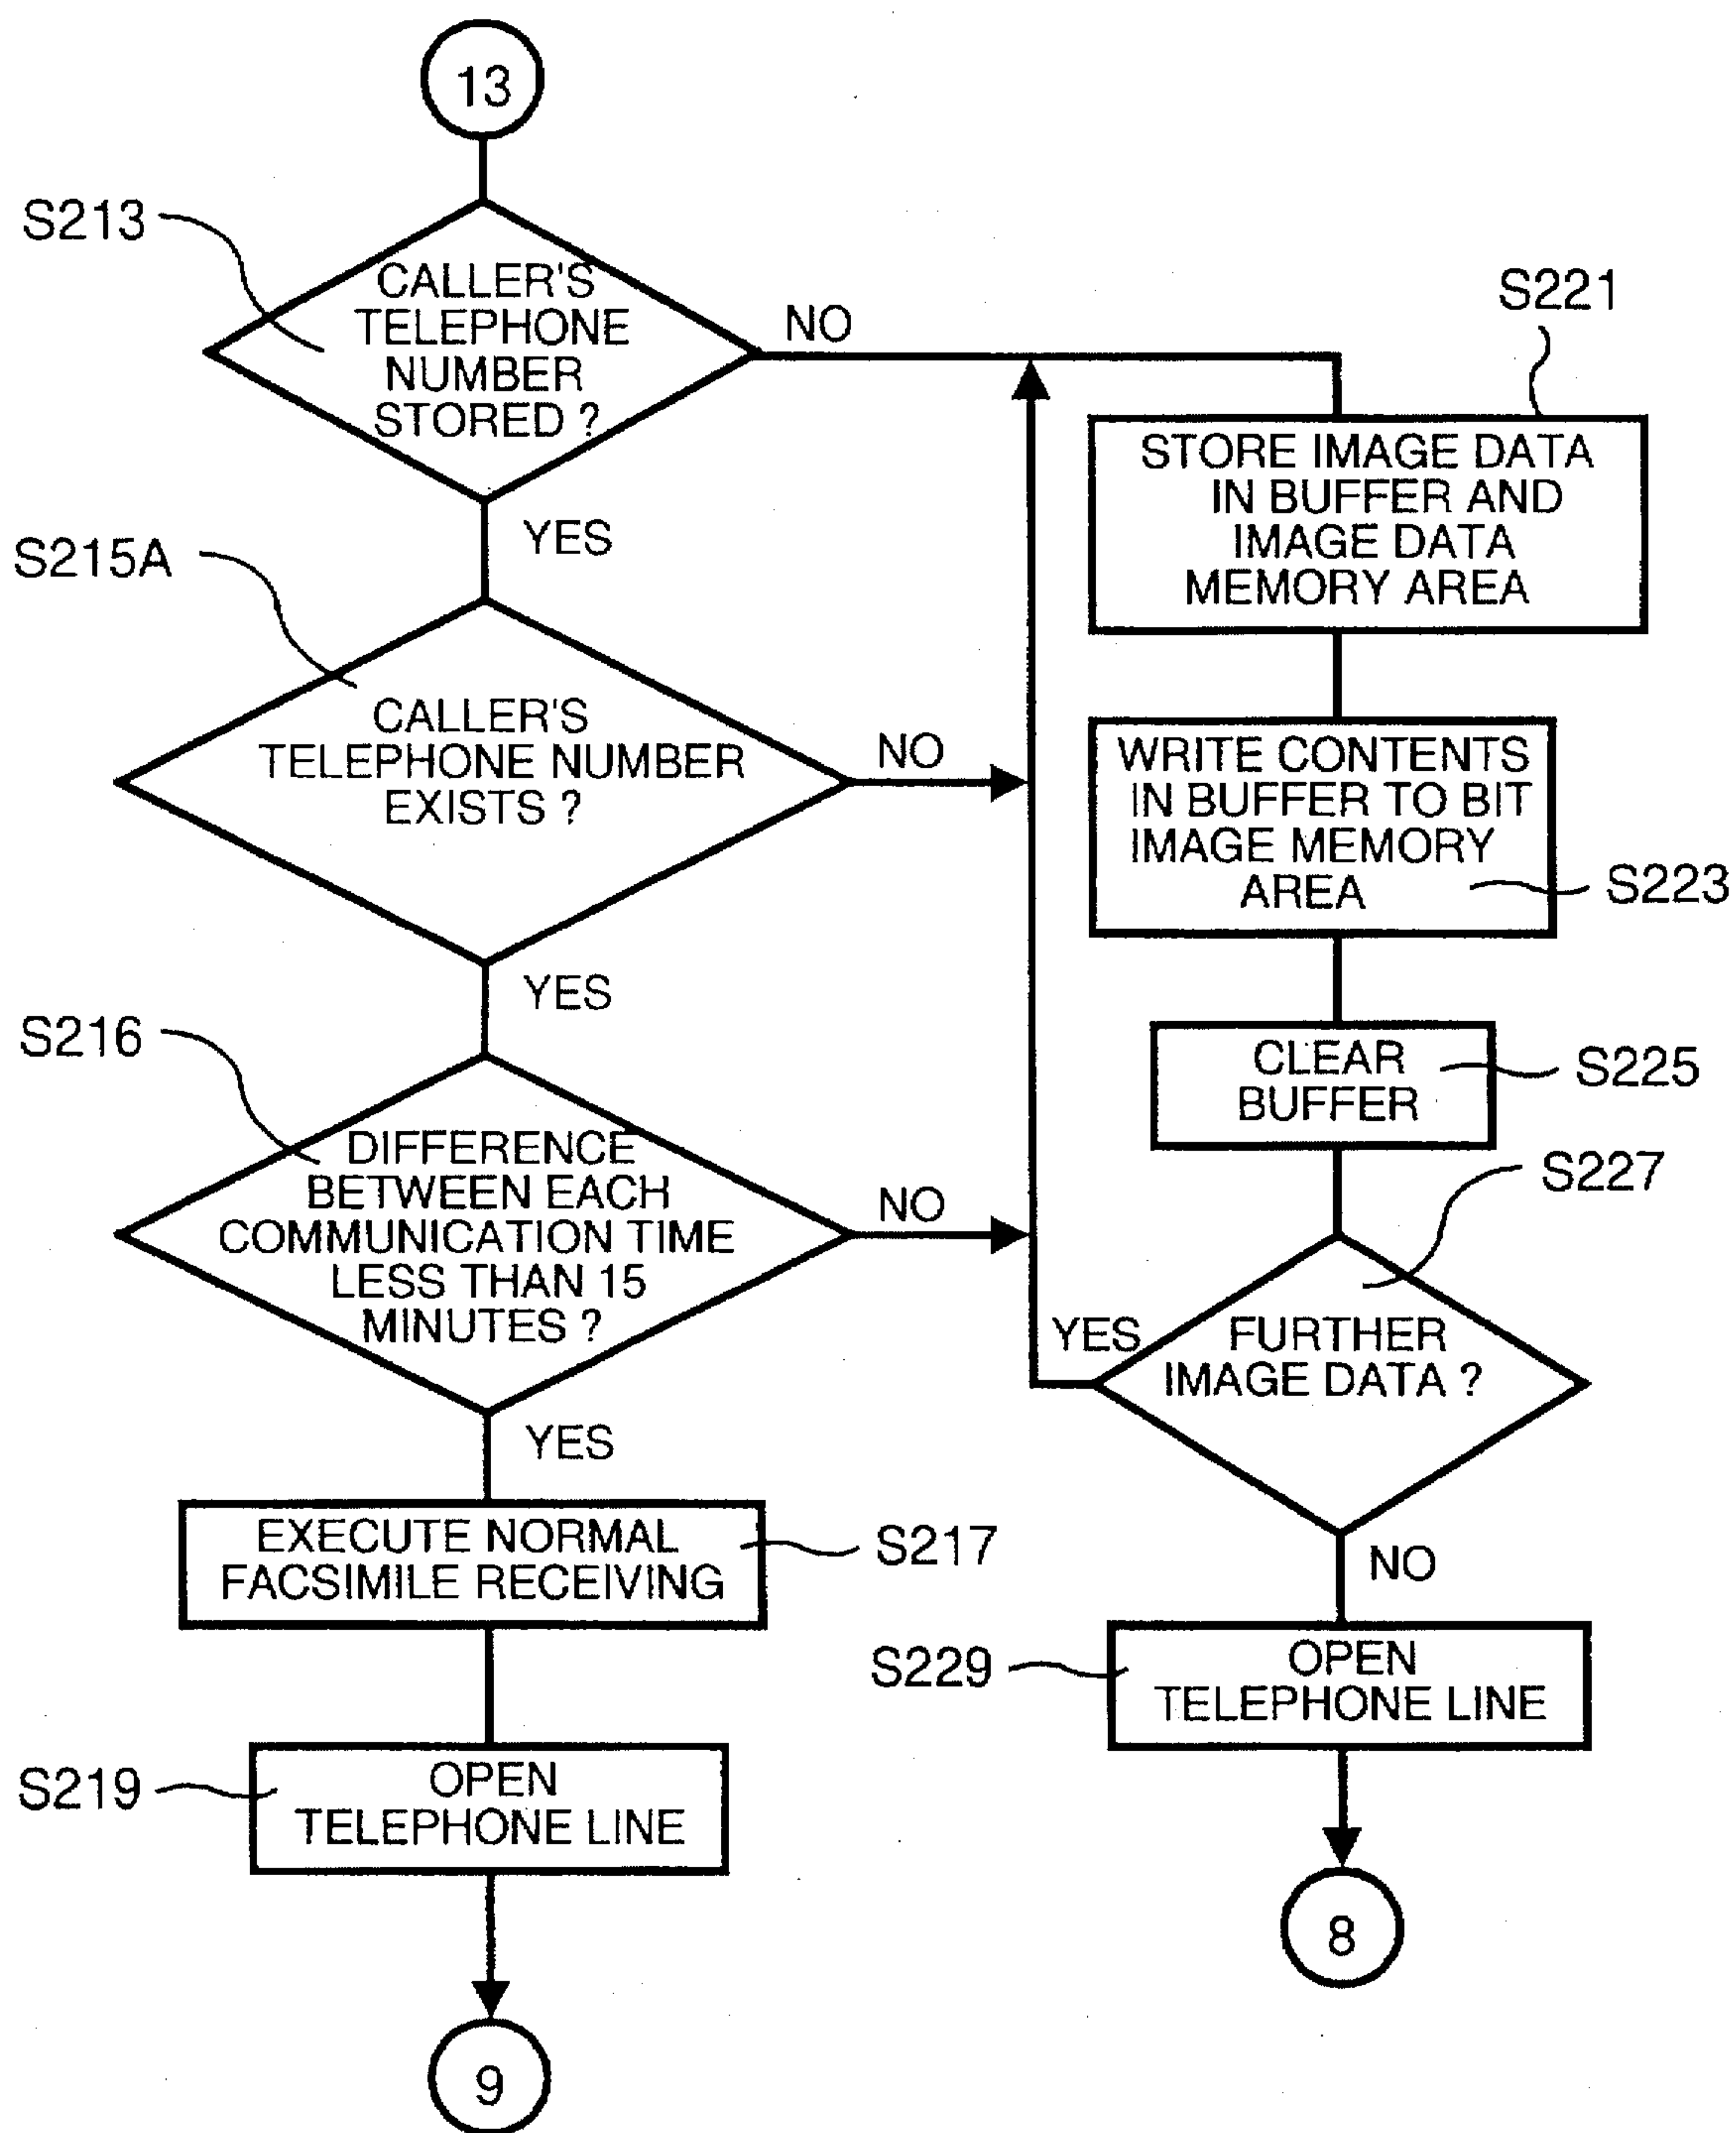 13
S213
CALLER'S
TELEPHONE
NUMBER
STORED ?
NO
YES
S215A
CALLER'S
TELEPHONE NUMBER
EXISTS ?
NO
YES
S216
DIFFERENCE
BETWEEN EACH
COMMUNICATION TIME
LESS THAN 15
MINUTES ?
NO
YES
EXECUTE NORMAL
FACSIMILE RECEIVING
S217
S219
OPEN
TELEPHONE LINE
9
S221
STORE IMAGE DATA
IN BUFFER AND
IMAGE DATA
MEMORY AREA
WRITE CONTENTS
IN BUFFER TO BIT
IMAGE MEMORY
AREA
S223
CLEAR
BUFFER
S225
S227
YES
FURTHER
IMAGE DATA ?
NO
S229
OPEN
TELEPHONE LINE
8